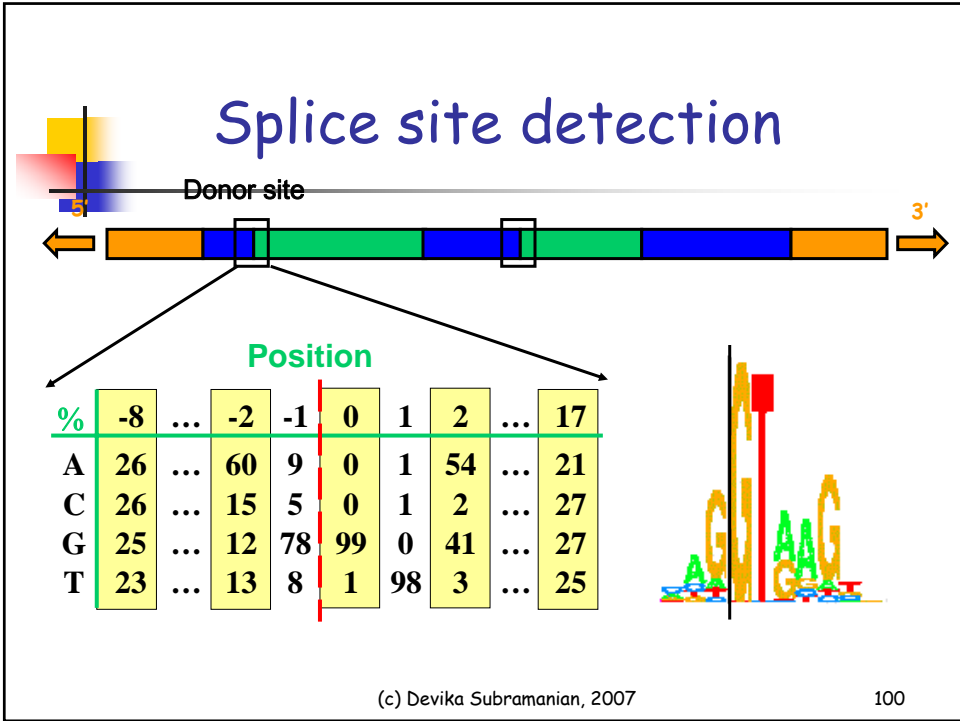 Splice site detection
Donor site
5'
3'
Position
% -8 … -2 -1 0 1 2 … 17
A 26 … 60 9 0 1 54 … 21
C 26 … 15 5 0 1 2 … 27
G 25 … 12 78 99 0 41 … 27
T 23 … 13 8 1 98 3 … 25
(c) Devika Subramanian, 2007 100